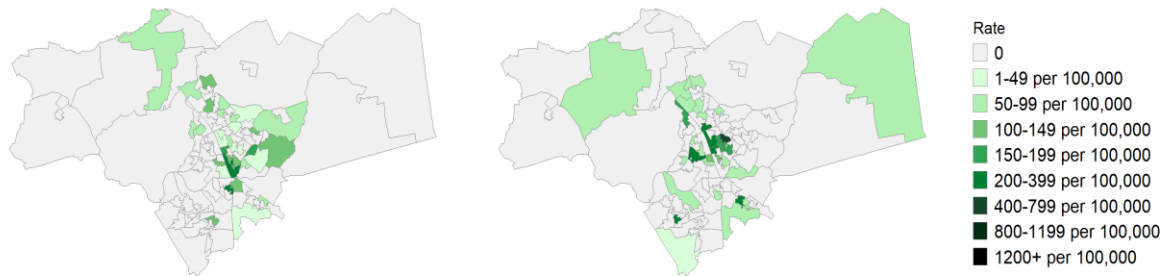 Rate
0
1-49 per 100,000
50-99 per 100,000
100-149 per 100,000
150-199 per 100,000
200-399 per 100,000
400-799 per 100,000
800-1199 per 100,000
1200+ per 100,000